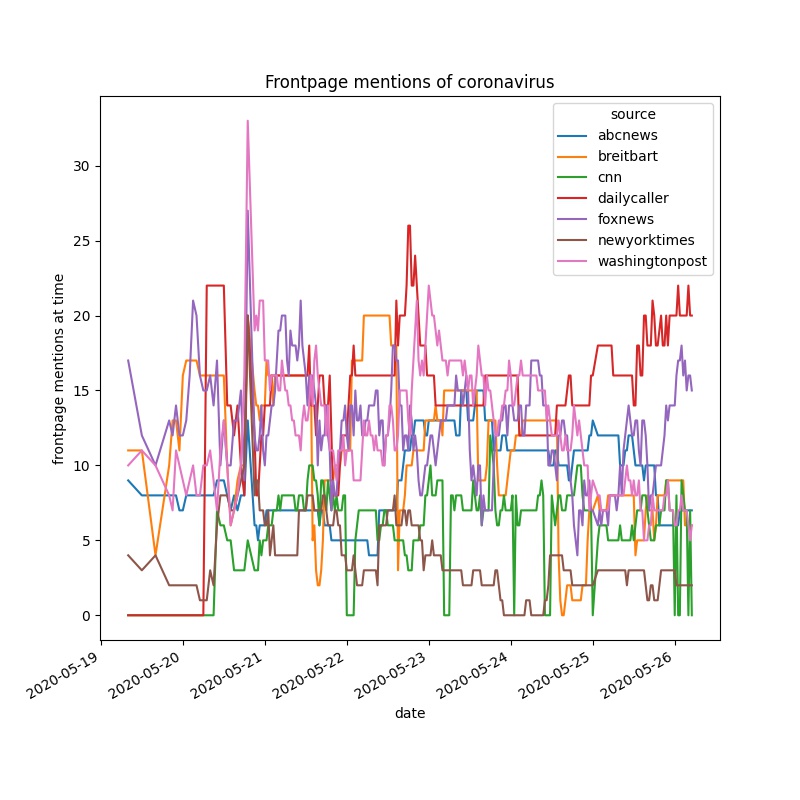 Frontpage mentions of coronavirus
source
abcnews
breitbart
cnn
dailycaller
foxnews
newyorktimes
washingtonpost
frontpage mentions at time
30
25
20
15
10
5
0
2020-05-19
2020-05-20
2020-05-21
2020-05-22
2020-05-23
2020-05-24
2020-05-25
2020-05-26
date